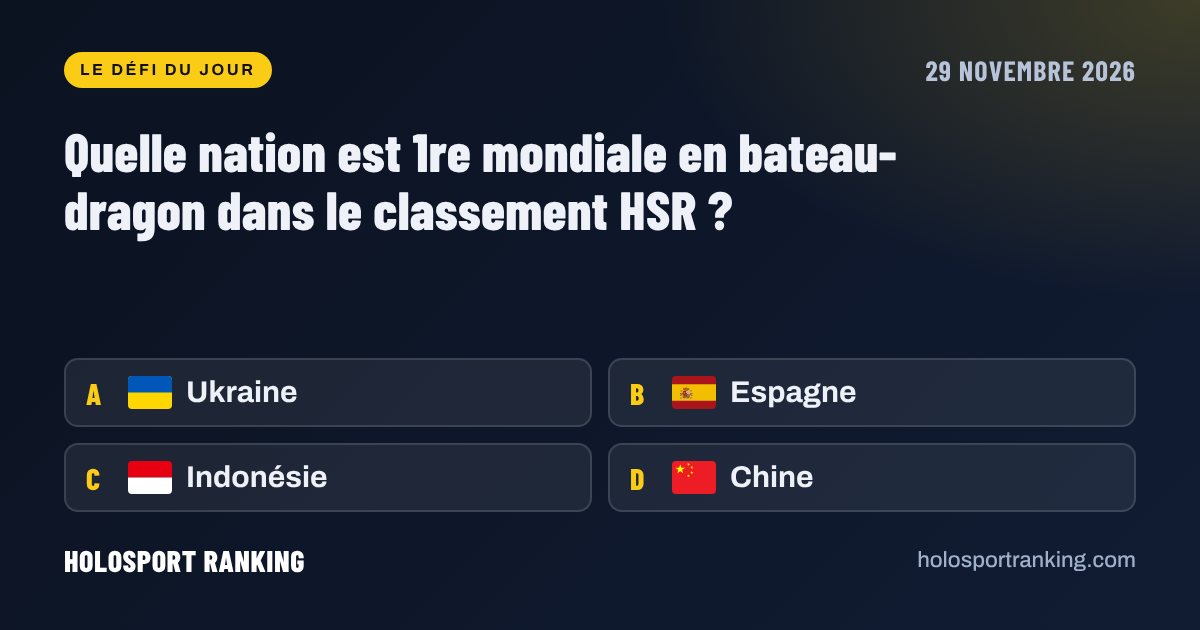 LE DÉFI DU JOUR
29 NOVEMBRE 2026
Quelle nation est 1re mondiale en bateau-
dragon dans le classement HSR ?
A Ukraine
B Espagne
C Indonésie
D Chine
HOLOSPORT RANKING
holosportranking.com